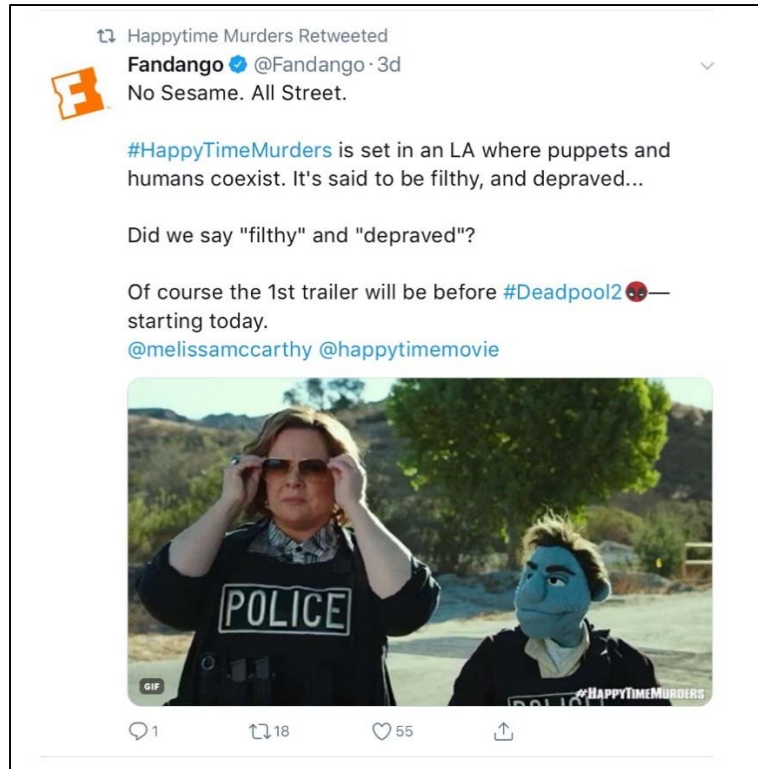 Happytime Murders Retweeted
Fandango @Fandango · 3d
No Sesame. All Street.
#HappyTimeMurders is set in an LA where puppets and
humans coexist. It's said to be filthy, and depraved...
Did we say "filthy" and "depraved"?
Of course the 1st trailer will be before #Deadpool2—
starting today.
@melissamccarthy @happytimemovie
POLICE
POLICE
GIF
#HAPPYTIMEMURDERS
1 18 55